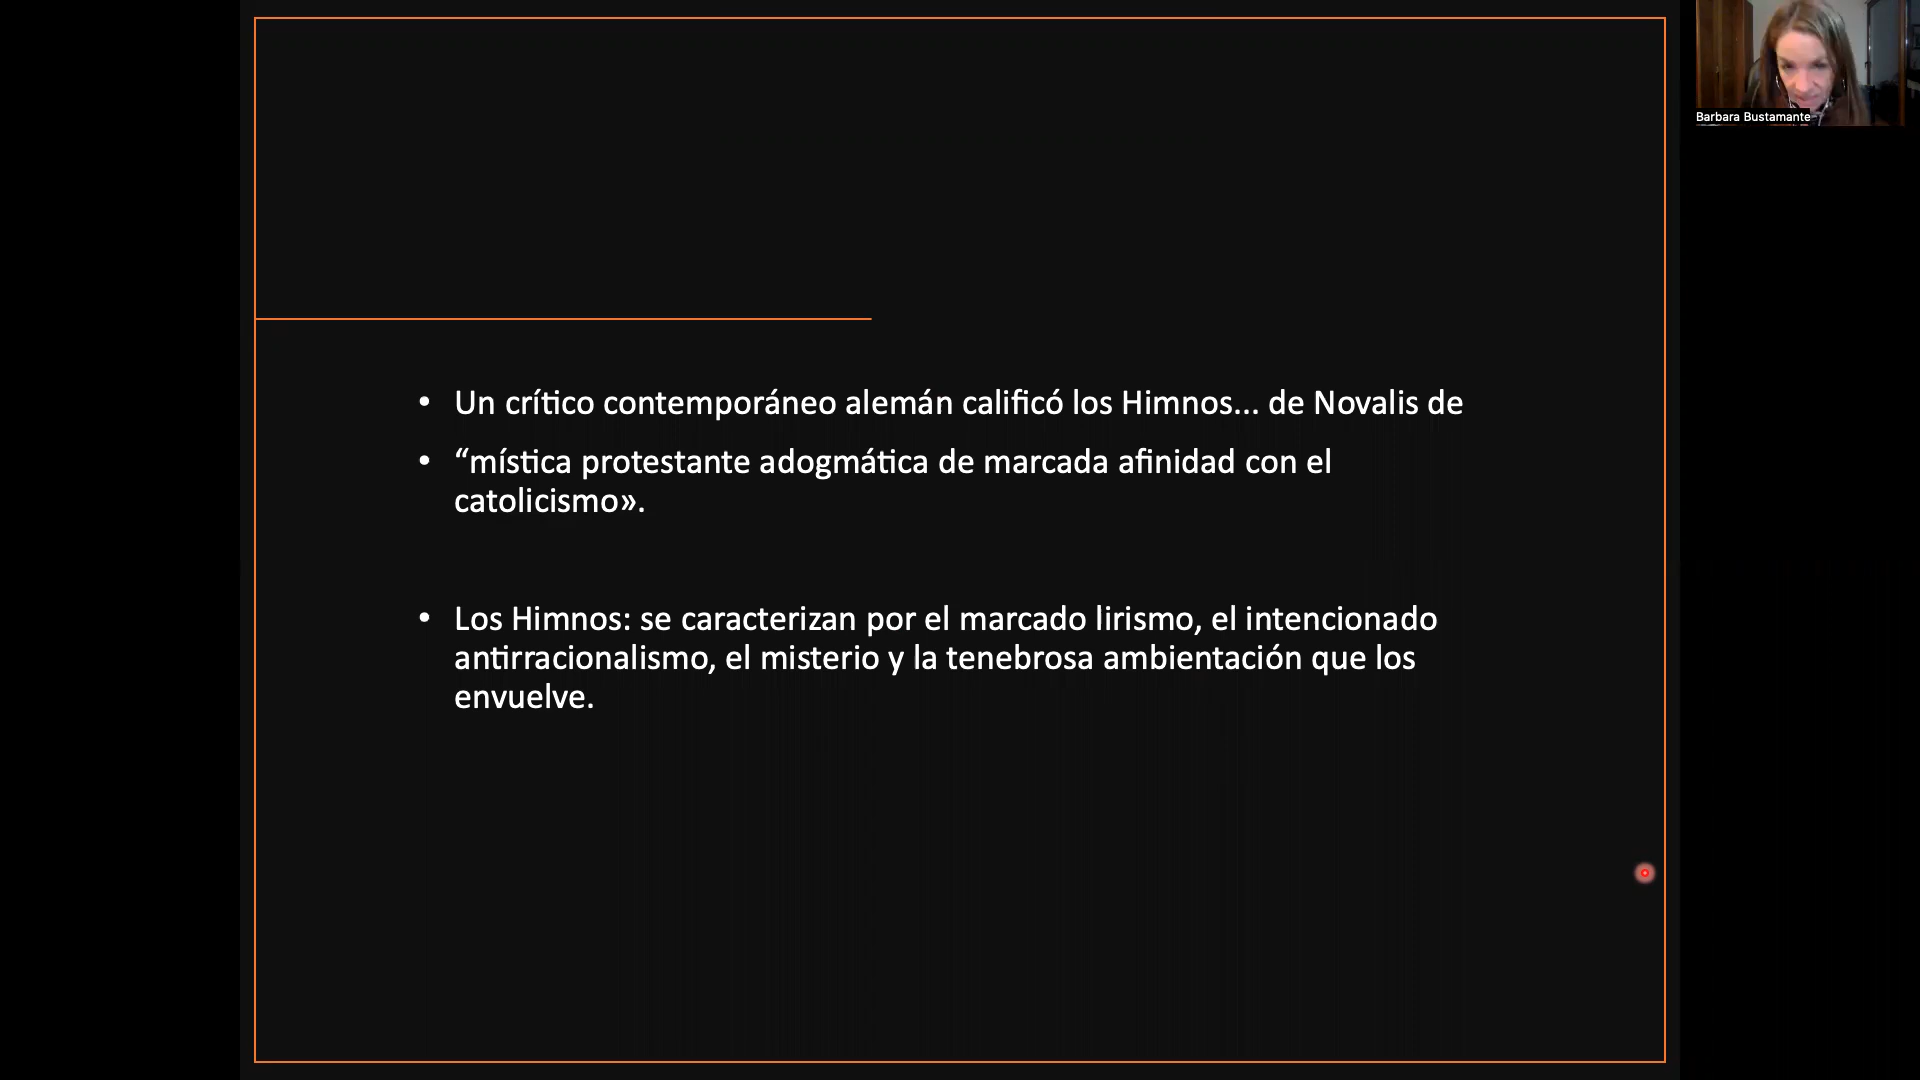 Barbara Bustamante
• Un crítico contemporáneo alemán calificó los Himnos... de Novalis de
• “mística protestante adogmática de marcada afinidad con el
catolicismo».
• Los Himnos: se caracterizan por el marcado lirismo, el intencionado
antirracionalismo, el misterio y la tenebrosa ambientación que los
envuelve.